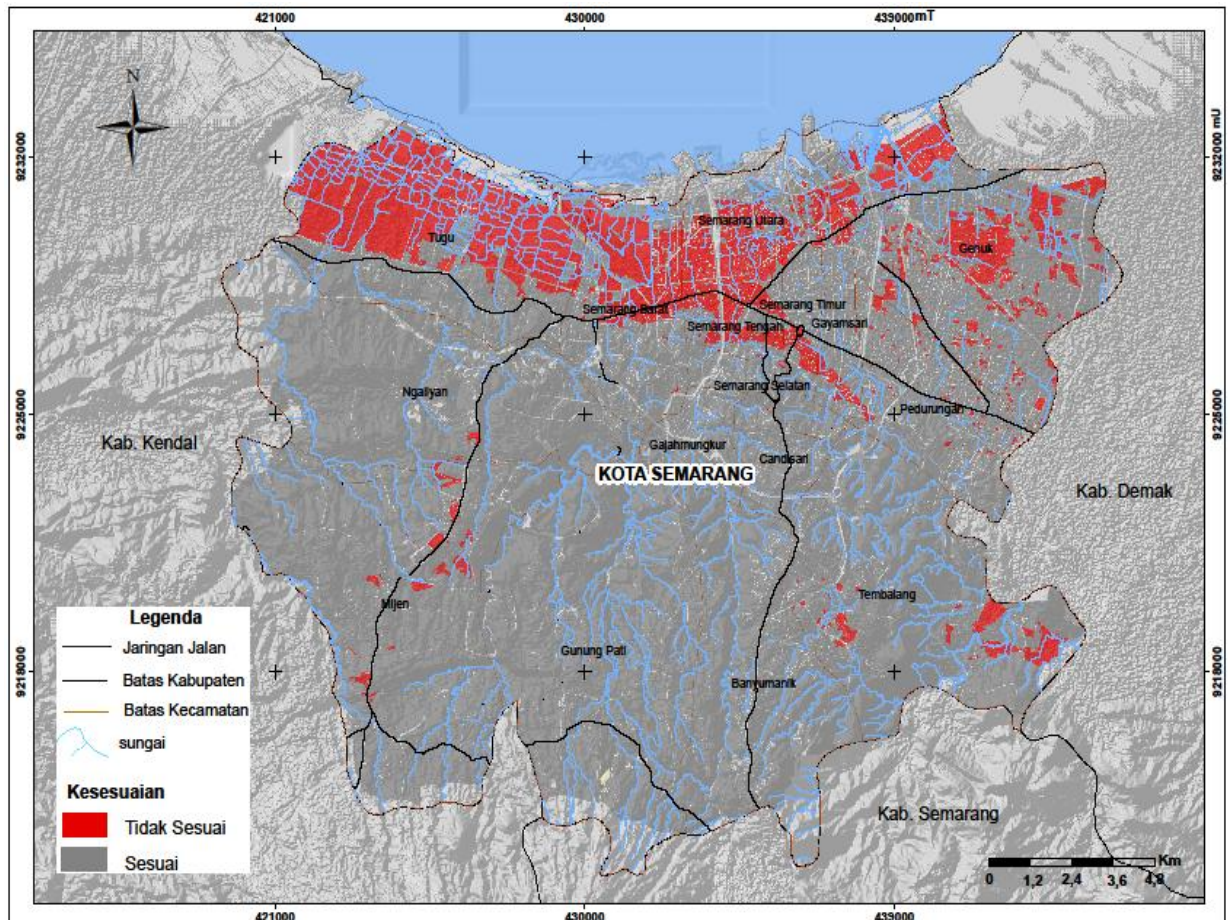 421000
430000
439000 mT
N
9232000
9232000 mU
Tugu
Semarang Utara
Genuk
Semarang Barat
Semarang Timur
Semarang Tengah
Gayamsari
Ngaliyan
Semarang Selatan
Pedurungan
9225000
9225000
Kab. Kendal
Gajahmungkur
Candisari
KOTA SEMARANG
Kab. Demak
Mijen
Tembalang
Gunung Pati
Banyumanik
9218000
9218000
Legenda
Jaringan Jalan
Batas Kabupaten
Batas Kecamatan
sungai
Kesesuaian
Tidak Sesuai
Sesuai
Kab. Semarang
Km
0 1,2 2,4 3,6 4,8
421000
430000
439000